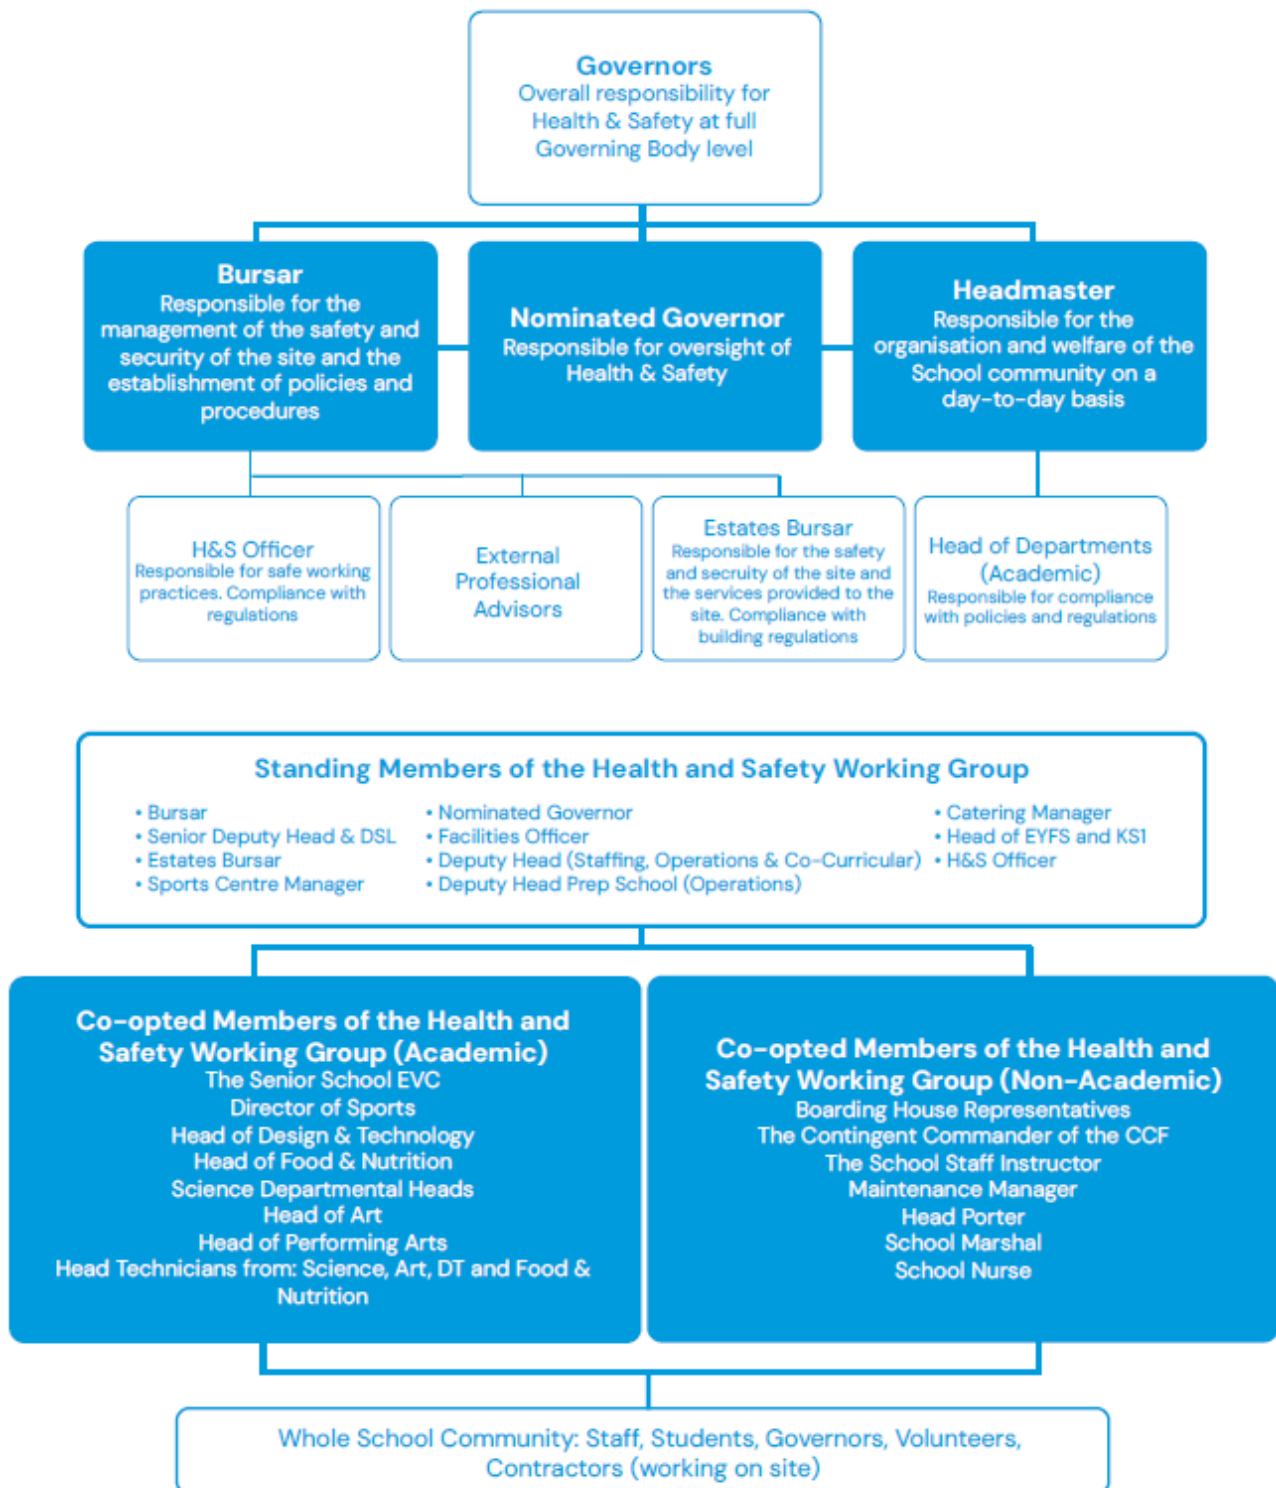 Governors
Overall responsibility for
Health & Safety at full
Governing Body level
Bursar
Responsible for the
management of the safety and
security of the site and the
establishment of policies and
procedures
Nominated Governor
Responsible for oversight of
Health & Safety
Headmaster
Responsible for the
organisation and welfare of the
School community on a
day-to-day basis
H&S Officer
Responsible for safe working
practices. Compliance with
regulations
External
Professional
Advisors
Estates Bursar
Responsible for the safety
and secruity of the site and
the services provided to the
site. Compliance with
building regulations
Head of Departments
(Academic)
Responsible for compliance
with policies and regulations
Standing Members of the Health and Safety Working Group
• Bursar
• Senior Deputy Head & DSL
• Estates Bursar
• Sports Centre Manager
• Nominated Governor
• Facilities Officer
• Deputy Head (Staffing, Operations & Co-Curricular)
• Deputy Head Prep School (Operations)
• Catering Manager
• Head of EYFS and KS1
• H&S Officer
Co-opted Members of the Health and
Safety Working Group (Academic)
The Senior School EVC
Director of Sports
Head of Design & Technology
Head of Food & Nutrition
Science Departmental Heads
Head of Art
Head of Performing Arts
Head Technicians from: Science, Art, DT and Food &
Nutrition
Co-opted Members of the Health and
Safety Working Group (Non-Academic)
Boarding House Representatives
The Contingent Commander of the CCF
The School Staff Instructor
Maintenance Manager
Head Porter
School Marshal
School Nurse
Whole School Community: Staff, Students, Governors, Volunteers,
Contractors (working on site)